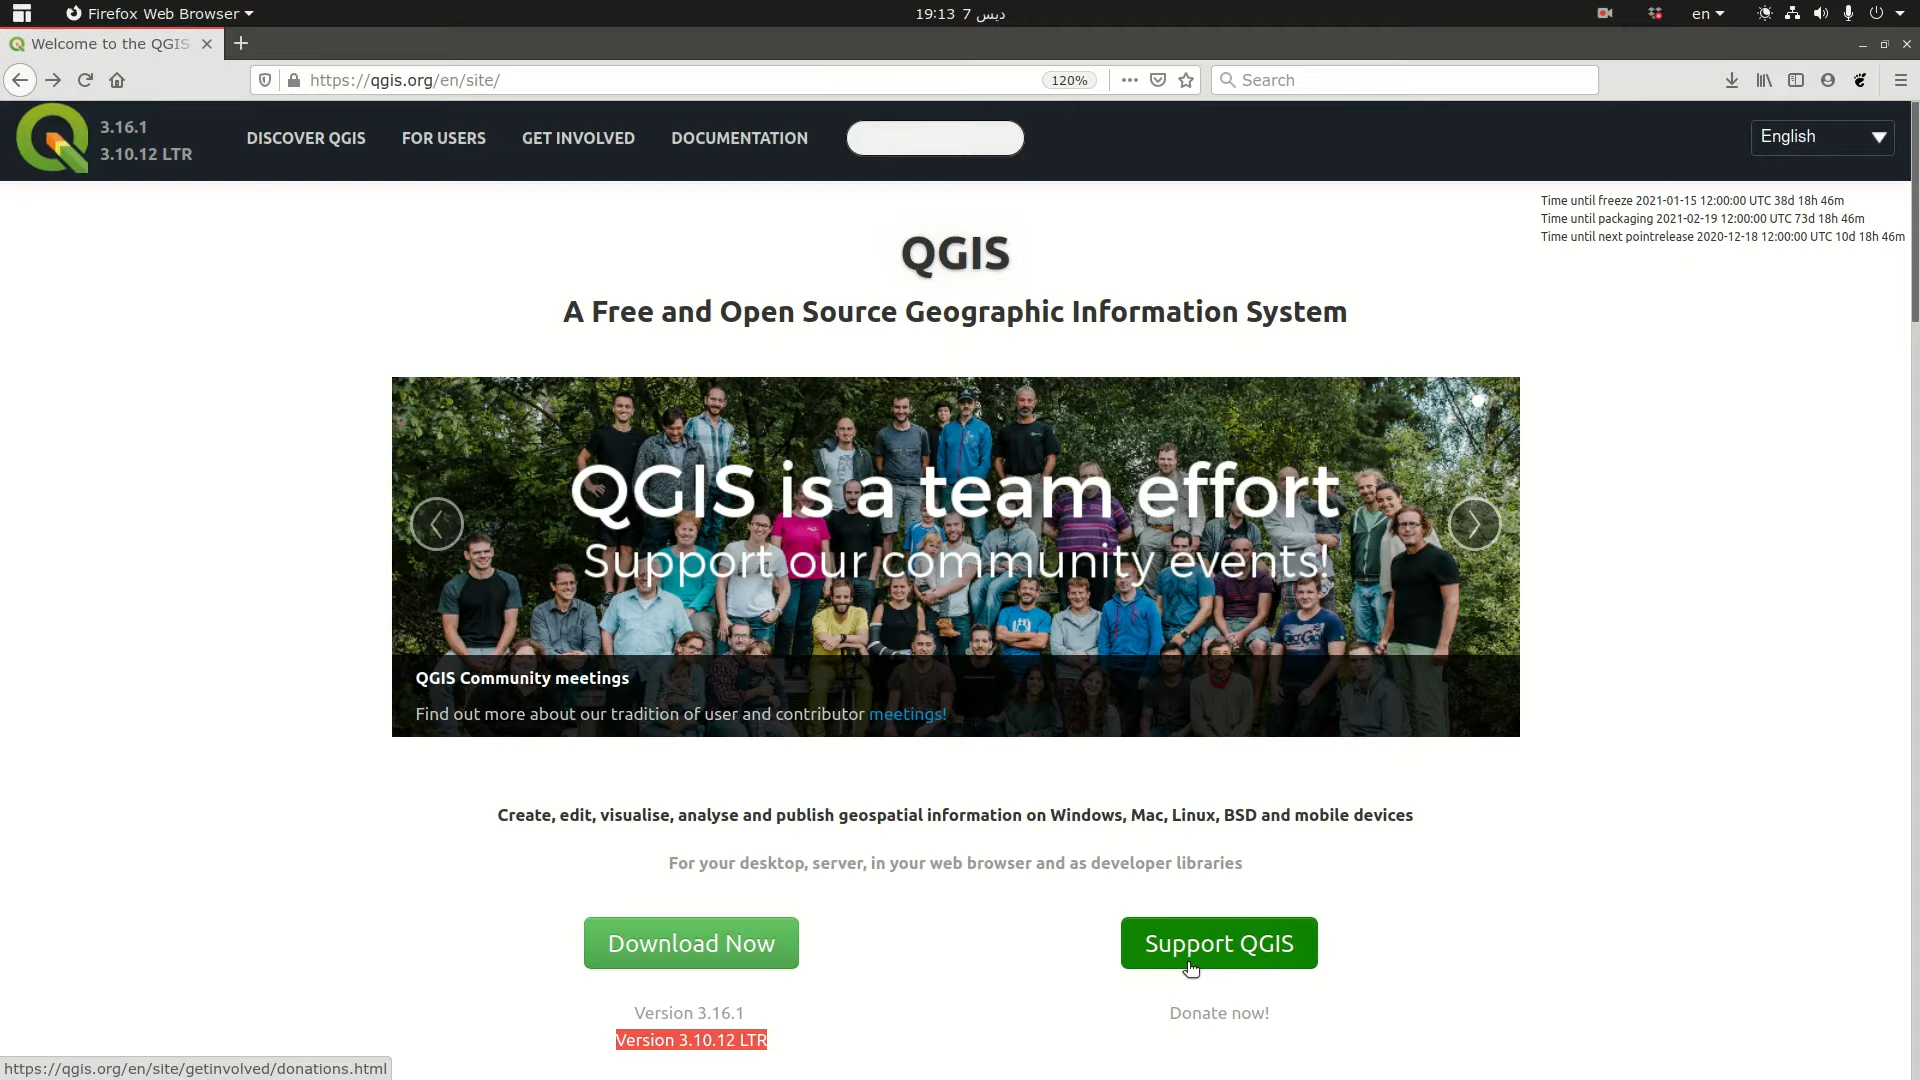 Firefox Web Browser
19:13 ديس 7
en
Welcome to the QGIS
https://qgis.org/en/site/
120%
Search
3.16.1
3.10.12 LTR
DISCOVER QGIS
FOR USERS
GET INVOLVED
DOCUMENTATION
English
Time until freeze 2021-01-15 12:00:00 UTC 38d 18h 46m
Time until packaging 2021-02-19 12:00:00 UTC 73d 18h 46m
Time until next pointrelease 2020-12-18 12:00:00 UTC 10d 18h 46m
QGIS
A Free and Open Source Geographic Information System
QGIS is a team effort
Support our community events!
QGIS Community meetings
Find out more about our tradition of user and contributor meetings!
Create, edit, visualise, analyse and publish geospatial information on Windows, Mac, Linux, BSD and mobile devices
For your desktop, server, in your web browser and as developer libraries
Download Now
Support QGIS
Version 3.16.1
Donate now!
Version 3.10.12 LTR
https://qgis.org/en/site/getinvolved/donations.html